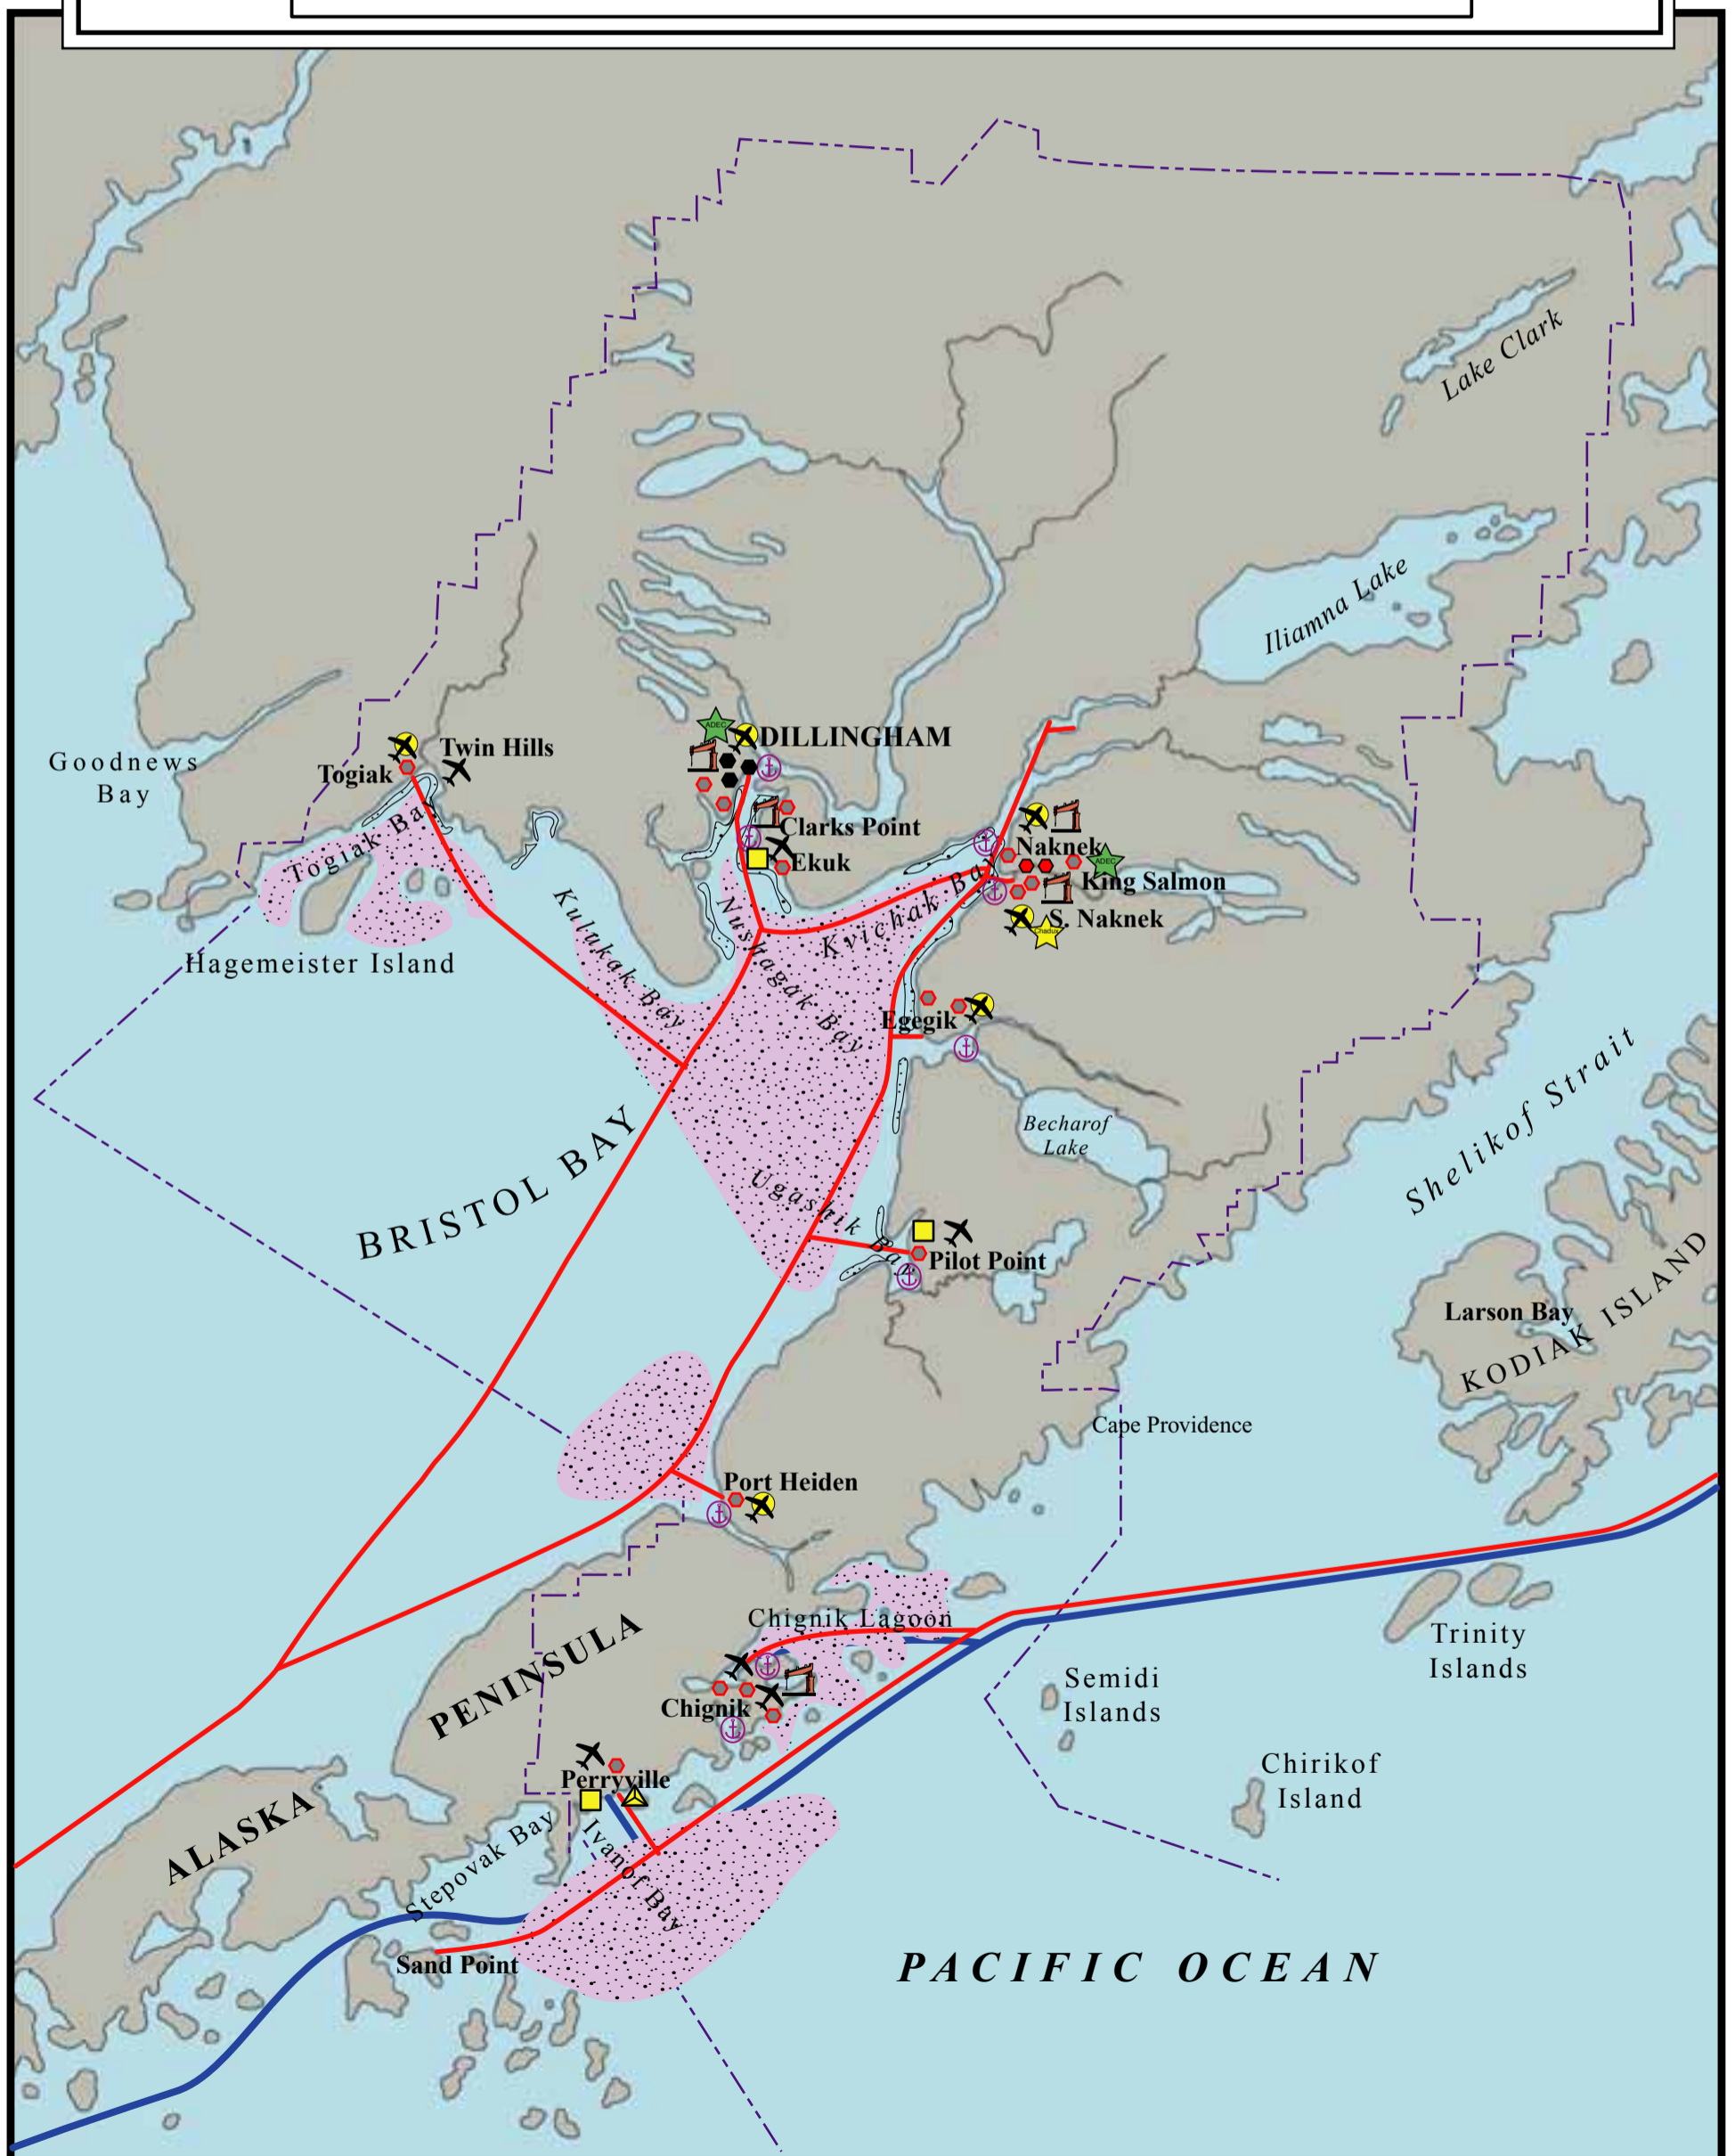 Lake Clark
Iliamna Lake
Goodnews
Bay
Twin Hills
Togiak
Togiak Bay
Hagemeister Island
ADEC
DILLINGHAM
Clarks Point
Ekuk
Naknek
ADEC
King Salmon
S. Naknek
Chadux
Kulukak Bay
Nushagak Bay
Kvichak Bay
Egegik
Becharof
Lake
Shelikof Strait
BRISTOL BAY
Ugashik Bay
Pilot Point
Larson Bay
KODIAK ISLAND
Cape Providence
Port Heiden
Chignik Lagoon
Trinity
Islands
PENINSULA
Semidi
Islands
Chignik
Chirikof
Island
Perryville
ALASKA
Stepovak Bay
Ivanof Bay
Sand Point
PACIFIC OCEAN